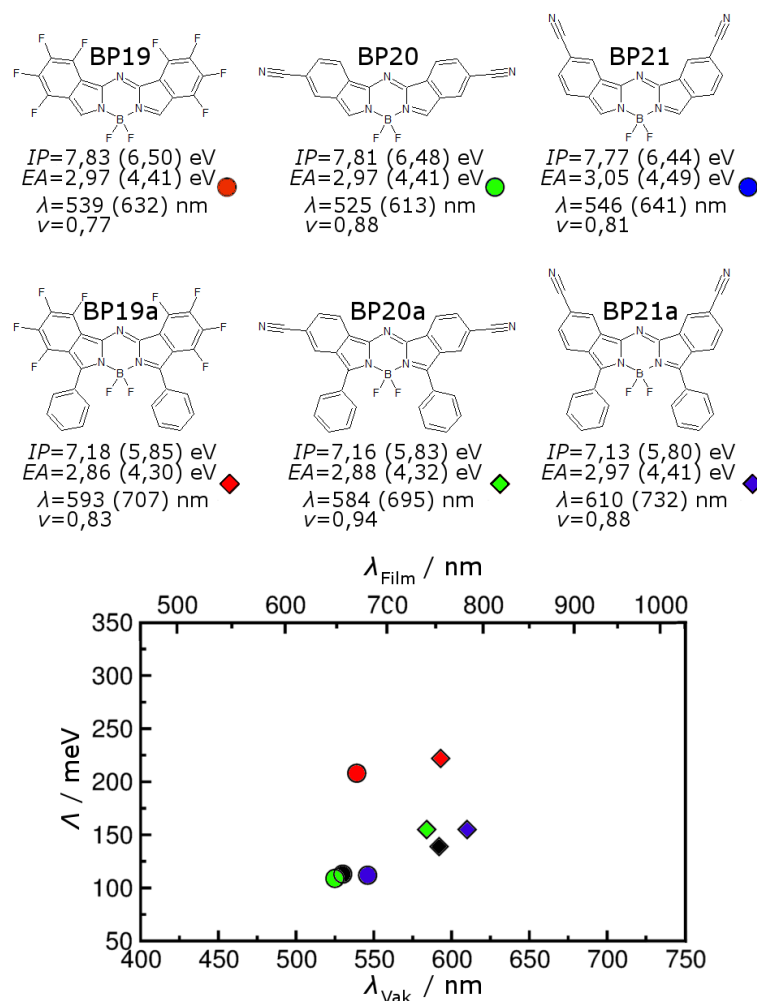 BP19 BP20 BP21
IP=7,83 (6,50) eV IP=7,81 (6,48) eV IP=7,77 (6,44) eV
EA=2,97 (4,41) eV EA=2,97 (4,41) eV EA=3,05 (4,49) eV
λ=539 (632) nm λ=525 (613) nm λ=546 (641) nm
v=0,77 v=0,88 v=0,81
BP19a BP20a BP21a
IP=7,18 (5,85) eV IP=7,16 (5,83) eV IP=7,13 (5,80) eV
EA=2,86 (4,30) eV EA=2,88 (4,32) eV EA=2,97 (4,41) eV
λ=593 (707) nm λ=584 (695) nm λ=610 (732) nm
v=0,83 v=0,94 v=0,88
λFilm / nm
500 600 700 800 900 1000
350
300
250
200
150
100
50
Λ / meV
400 450 500 550 600 650 700 750
λVak / nm